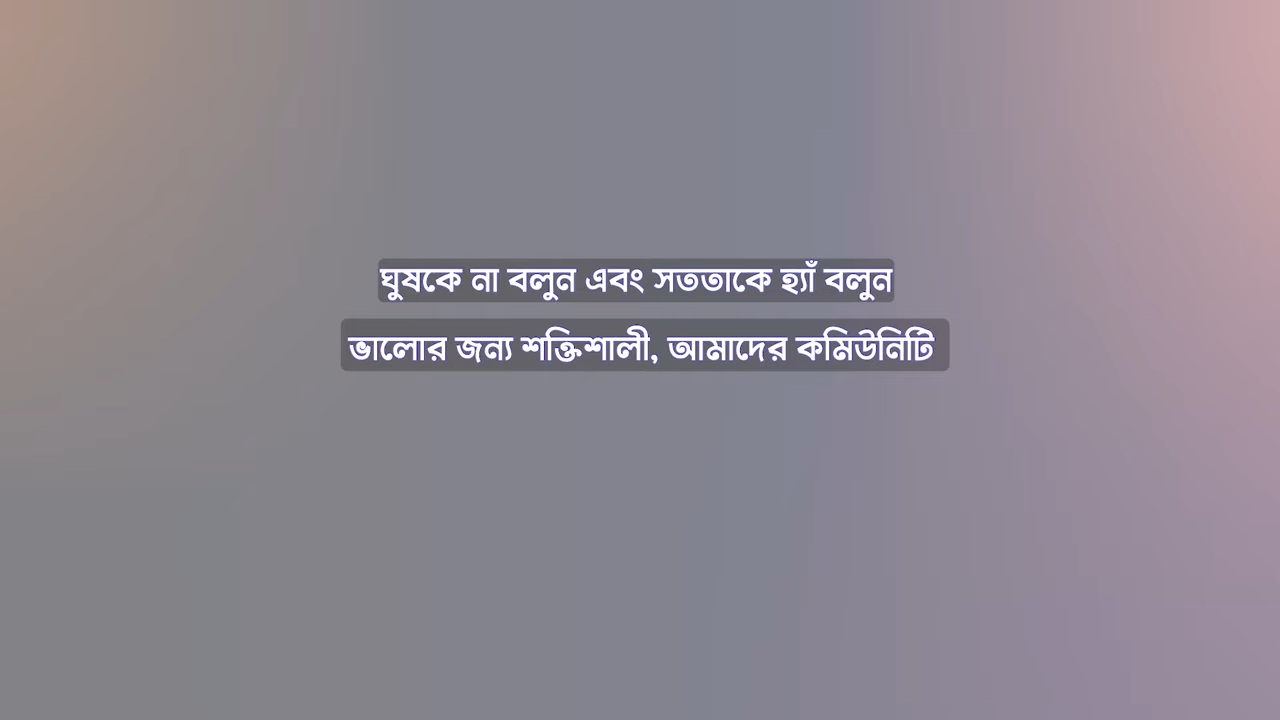 ঘুষকে না বলুন এবং সততাকে হ্যাঁ বলুন
ভালোর জন্য শক্তিশালী, আমাদের কমিউনিটি